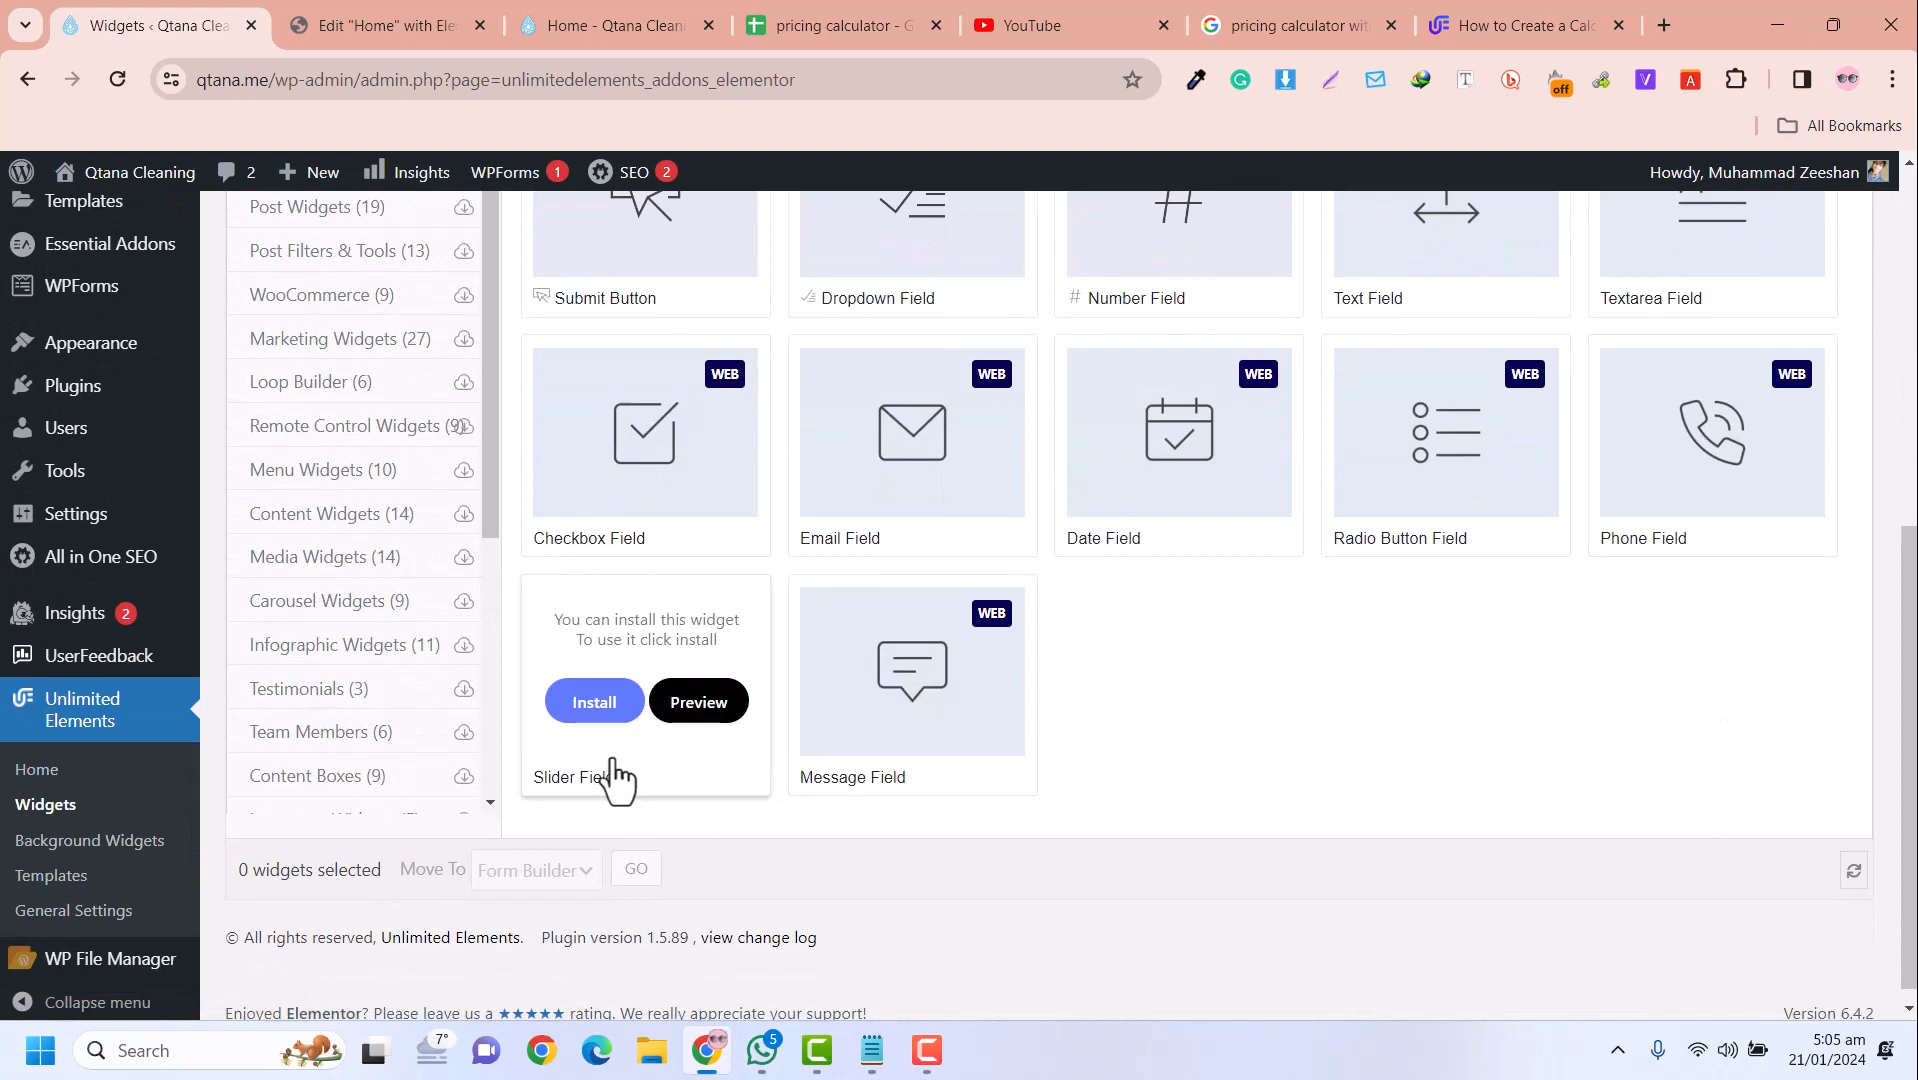 Widgets ‹ Qtana Clea
Edit "Home" with Ele
Home - Qtana Cleani
pricing calculator - G
YouTube
pricing calculator wit
How to Create a Calc
qtana.me/wp-admin/admin.php?page=unlimitedelements_addons_elementor
off
All Bookmarks
Qtana Cleaning
2
New
Insights
WPForms 1
SEO 2
Howdy, Muhammad Zeeshan
Templates
Essential Addons
WPForms
Appearance
Plugins
Users
Tools
Settings
All in One SEO
Insights 2
UserFeedback
Unlimited
Elements
Home
Widgets
Background Widgets
Templates
General Settings
WP File Manager
Collapse menu
Post Widgets (19)
Post Filters & Tools (13)
WooCommerce (9)
Marketing Widgets (27)
Loop Builder (6)
Remote Control Widgets (9)
Menu Widgets (10)
Content Widgets (14)
Media Widgets (14)
Carousel Widgets (9)
Infographic Widgets (11)
Testimonials (3)
Team Members (6)
Content Boxes (9)
Submit Button
Dropdown Field
Number Field
Text Field
Textarea Field
WEB
WEB
WEB
WEB
WEB
Checkbox Field
Email Field
Date Field
Radio Button Field
Phone Field
You can install this widget
To use it click install
Install
Preview
Slider Field
WEB
Message Field
0 widgets selected
Move To
Form Builder
GO
© All rights reserved, Unlimited Elements. Plugin version 1.5.89 , view change log
Enjoyed Elementor? Please leave us a ★★★★★ rating. We really appreciate your support!
Version 6.4.2
Search
7°
5
5:05 am
21/01/2024